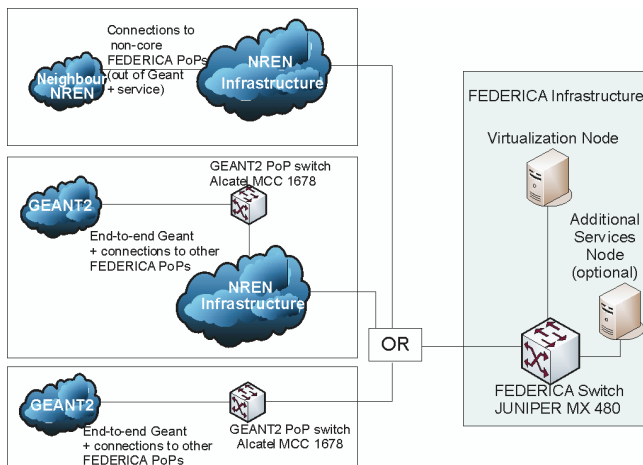 Connections to
non-core
FEDERICA PoPs
(out of Geant
+ service)
Neighbour
NREN
NREN
Infrastructure
GEANT2 PoP switch
Alcatel MCC 1678
GEANT2
End-to-end Geant
+ connections to other
FEDERICA PoPs
NREN
Infrastructure
GEANT2
GEANT2 PoP switch
Alcatel MCC 1678
End-to-end Geant
+ connections to other
FEDERICA PoPs
OR
FEDERICA Infrastructure
Virtualization Node
Additional
Services
Node
(optional)
FEDERICA Switch
JUNIPER MX 480